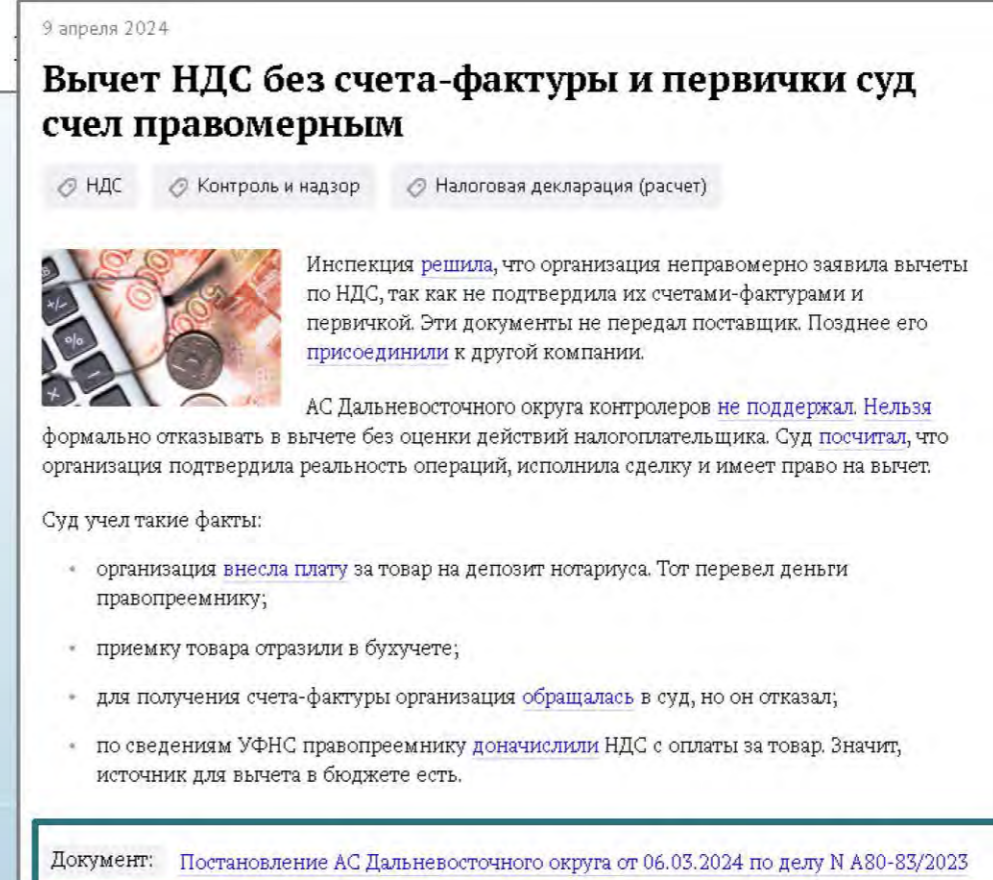 9 апреля 2024
Вычет НДС без счета-фактуры и первички суд
счел правомерным
НДС
Контроль и надзор
Налоговая декларация (расчет)
Инспекция решила, что организация неправомерно заявила вычеты
по НДС, так как не подтвердила их счетами-фактурами и
первичкой. Эти документы не передал поставщик. Позднее его
присоединили к другой компании.
АС Дальневосточного округа контролеров не поддержал. Нельзя
формально отказывать в вычете без оценки действий налогоплательщика. Суд посчитал, что
организация подтвердила реальность операций, исполнила сделку и имеет право на вычет.
Суд учел такие факты:
• организация внесла плату за товар на депозит нотариуса. Тот перевел деньги
правопреемнику;
• приемку товара отразили в бухучете;
• для получения счета-фактуры организация обращалась в суд, но он отказал;
• по сведениям УФНС правопреемнику доначислили НДС с оплаты за товар. Значит,
источник для вычета в бюджете есть.
Документ: Постановление АС Дальневосточного округа от 06.03.2024 по делу N А80-83/2023